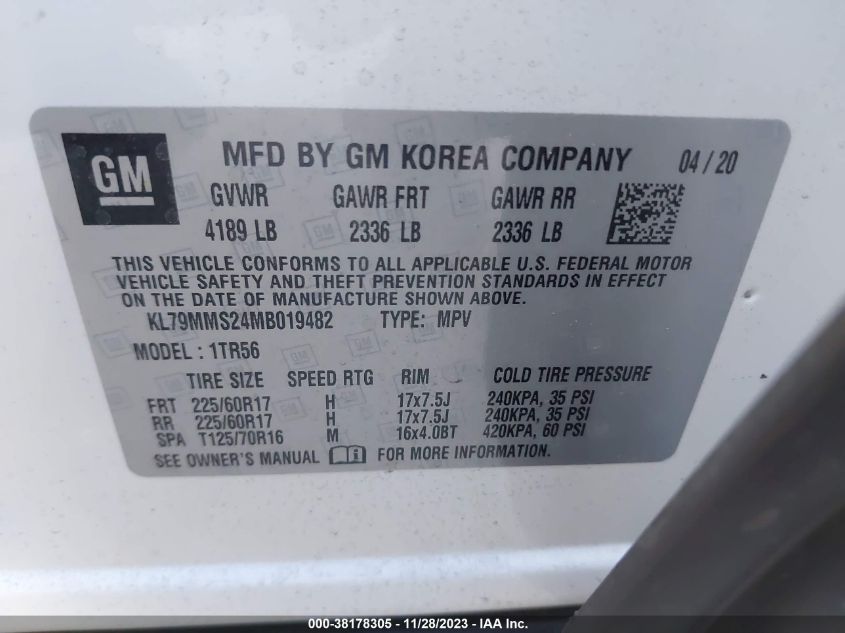 GM
MFD BY GM KOREA COMPANY 04/20
GVWR GAWR FRT GAWR RR
4189 LB 2336 LB 2336 LB
THIS VEHICLE CONFORMS TO ALL APPLICABLE U.S. FEDERAL MOTOR
VEHICLE SAFETY AND THEFT PREVENTION STANDARDS IN EFFECT
ON THE DATE OF MANUFACTURE SHOWN ABOVE.
KL79MMS24MB019482 TYPE: MPV
MODEL : 1TR56
TIRE SIZE SPEED RTG RIM COLD TIRE PRESSURE
FRT 225/60R17 H 17x7.5J 240KPA, 35 PSI
RR 225/60R17 H 17x7.5J 240KPA, 35 PSI
SPA T125/70R16 M 16x4.0BT 420KPA, 60 PSI
SEE OWNER'S MANUAL FOR MORE INFORMATION.
000-38178305 - 11/28/2023 - IAA Inc.